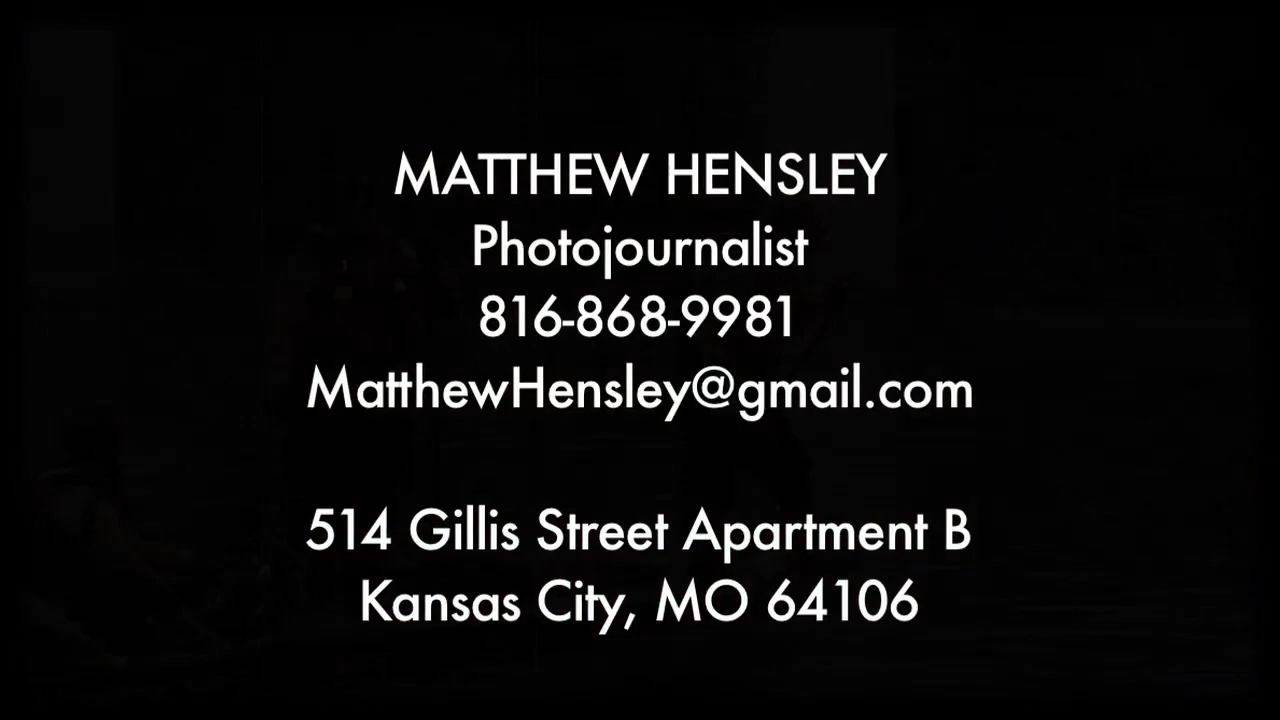 MATTHEW HENSLEY
Photojournalist
816-868-9981
MatthewHensley@gmail.com
514 Gillis Street Apartment B
Kansas City, MO 64106